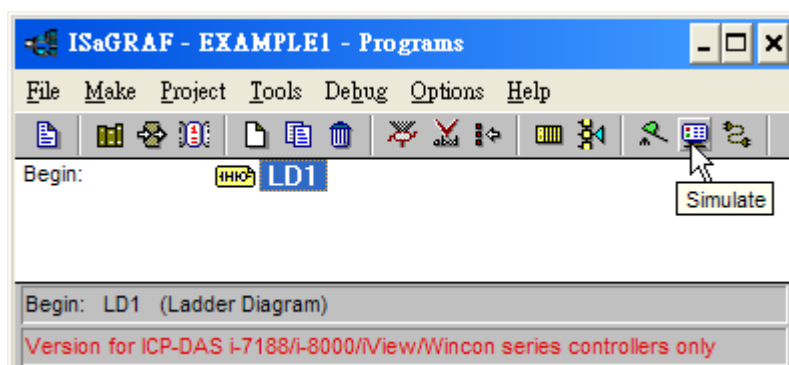 ISaGRAF - EXAMPLE1 - Programs
File Make Project Tools Debug Options Help
Begin: LD1
Simulate
Begin: LD1 (Ladder Diagram)
Version for ICP-DAS i-7188/i-8000/iView/Wincon series controllers only